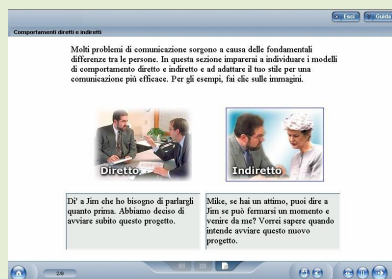 Esci
Guida
Comportamenti diretti e indiretti
Molti problemi di comunicazione sorgono a causa delle fondamentali
differenze tra le persone. In questa sezione imparerai a individuare i modelli
di comportamento diretto e indiretto e ad adattare il tuo stile per una
comunicazione più efficace. Per gli esempi, fai clic sulle immagini.
Diretto
Indiretto
Di' a Jim che ho bisogno di parlargli
quanto prima. Abbiamo deciso di
avviare subito questo progetto.
Mike, se hai un attimo, puoi dire a
Jim se può fermarsi un momento e
venire da me? Vorrei sapere quando
intende avviare questo nuovo
progetto.